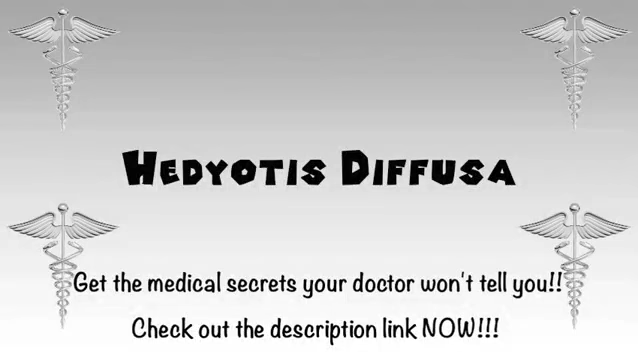 Hedyotis Diffusa
Get the medical secrets your doctor won't tell you!!
Check out the description link NOW!!!